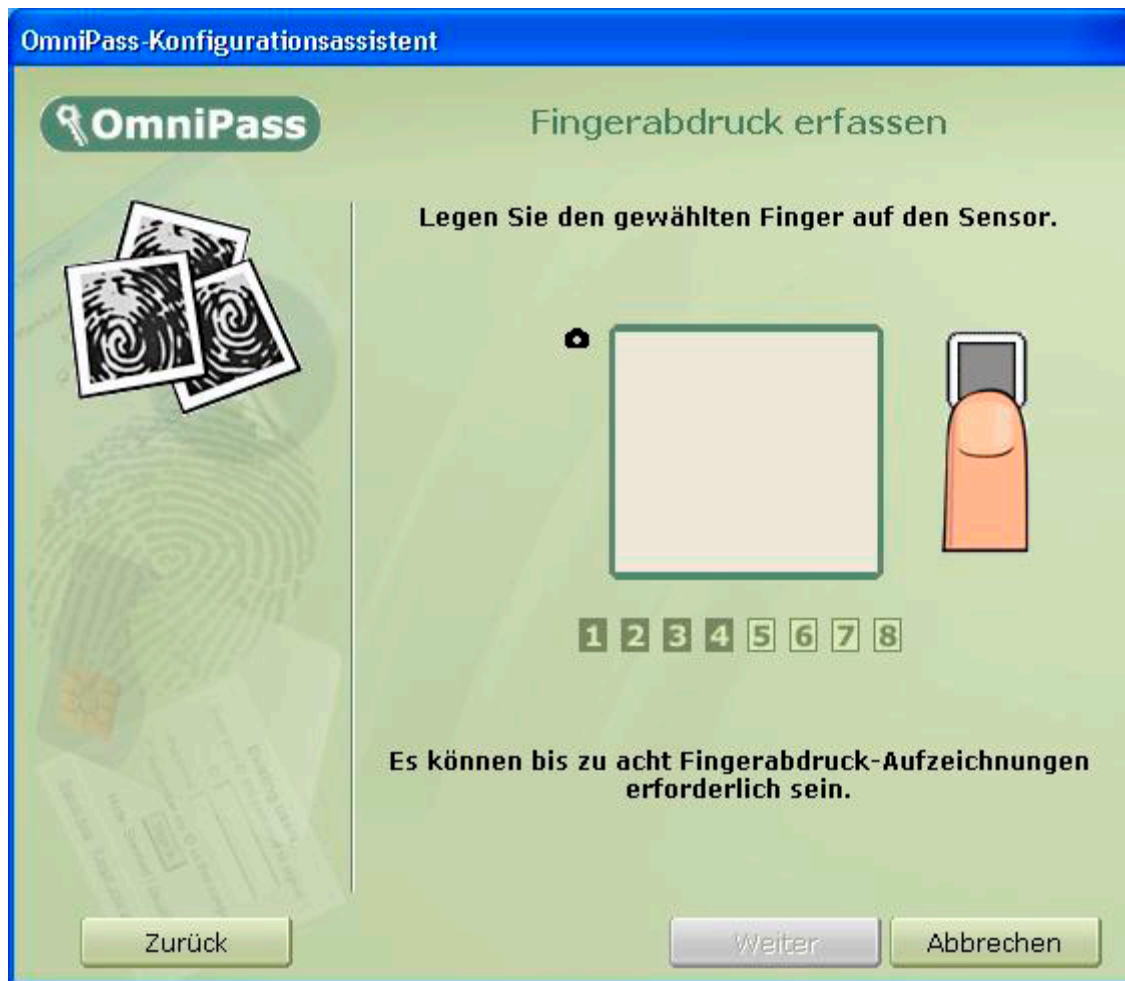 OmniPass-Konfigurationsassistent
OmniPass
Fingerabdruck erfassen
Legen Sie den gewählten Finger auf den Sensor.
1 2 3 4 5 6 7 8
Es können bis zu acht Fingerabdruck-Aufzeichnungen
erforderlich sein.
Zurück
Weiter
Abbrechen